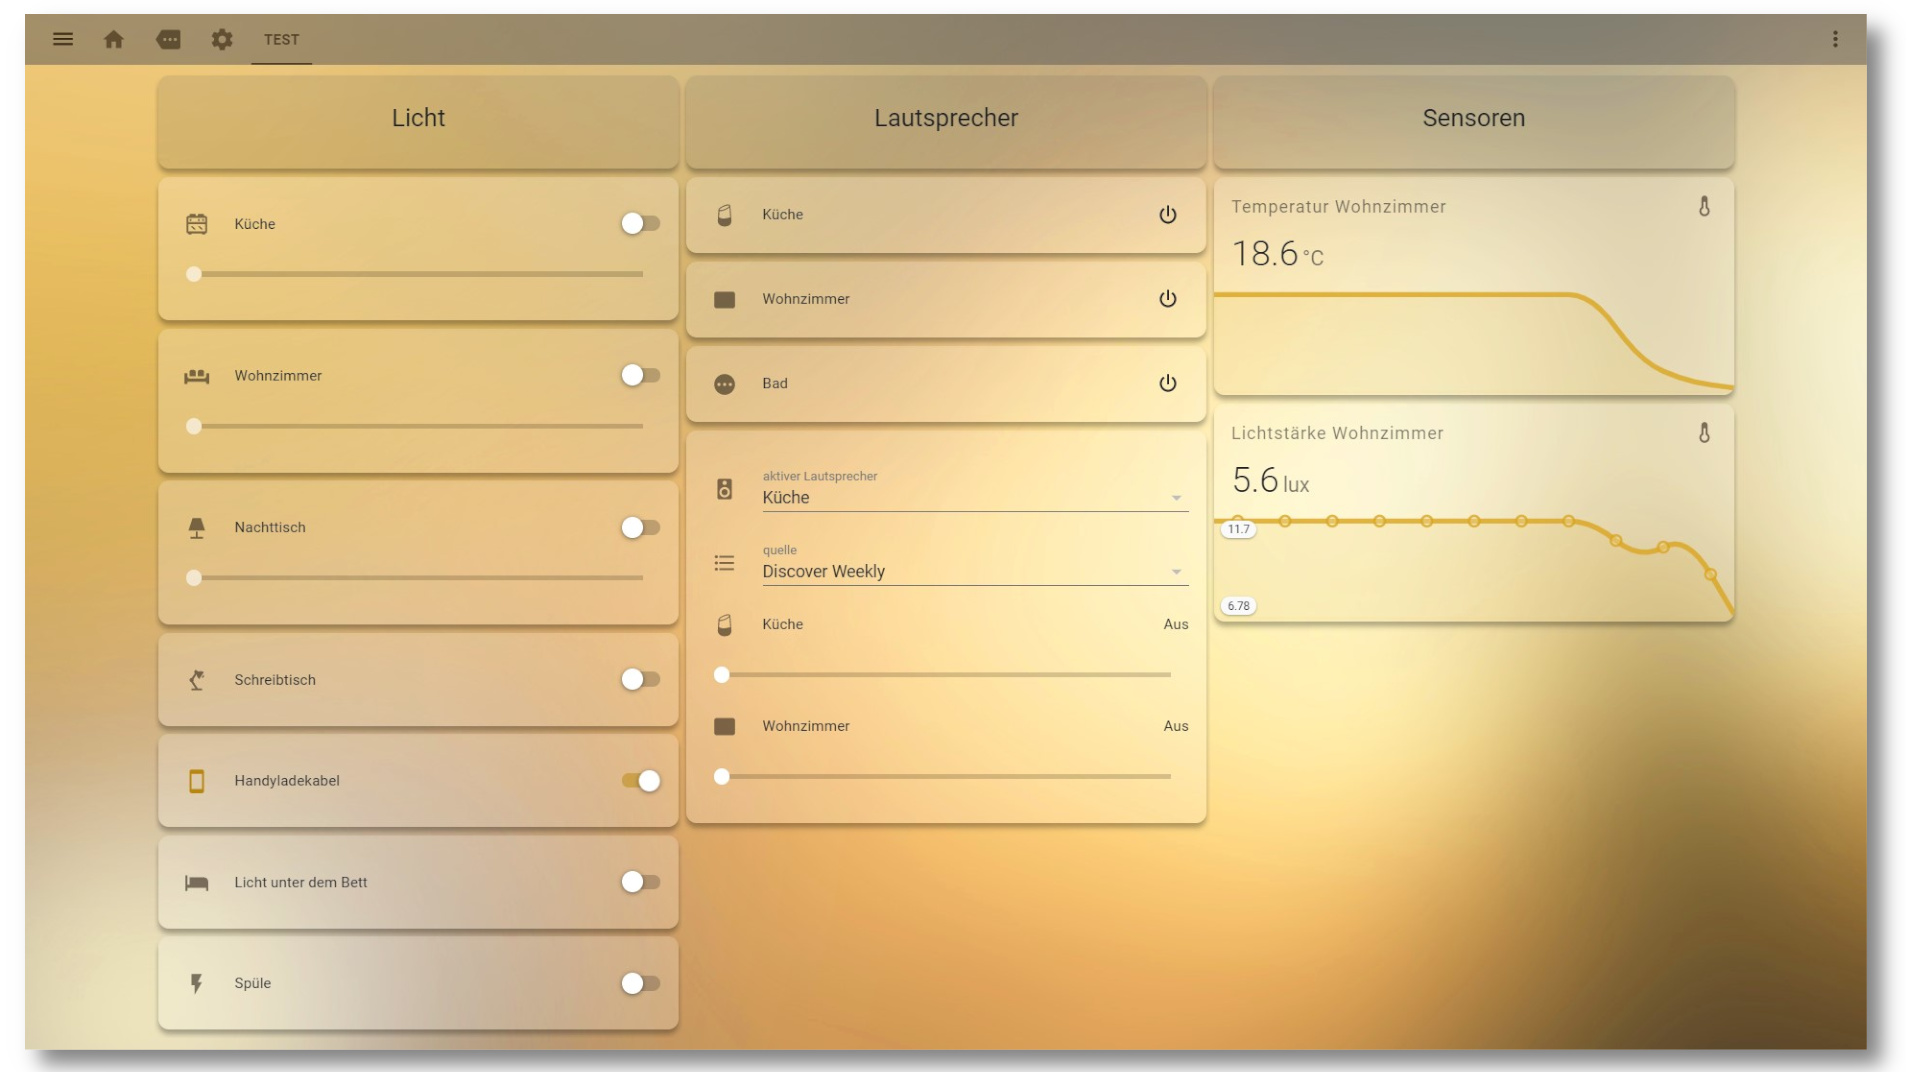 TEST
Licht
Küche
Wohnzimmer
Nachttisch
Schreibtisch
Handyladekabel
Licht unter dem Bett
Spüle
Lautsprecher
Küche
Wohnzimmer
Bad
aktiver Lautsprecher
Küche
quelle
Discover Weekly
Küche Aus
Wohnzimmer Aus
Sensoren
Temperatur Wohnzimmer
18.6 °C
Lichtstärke Wohnzimmer
5.6 lux
11.7
6.78